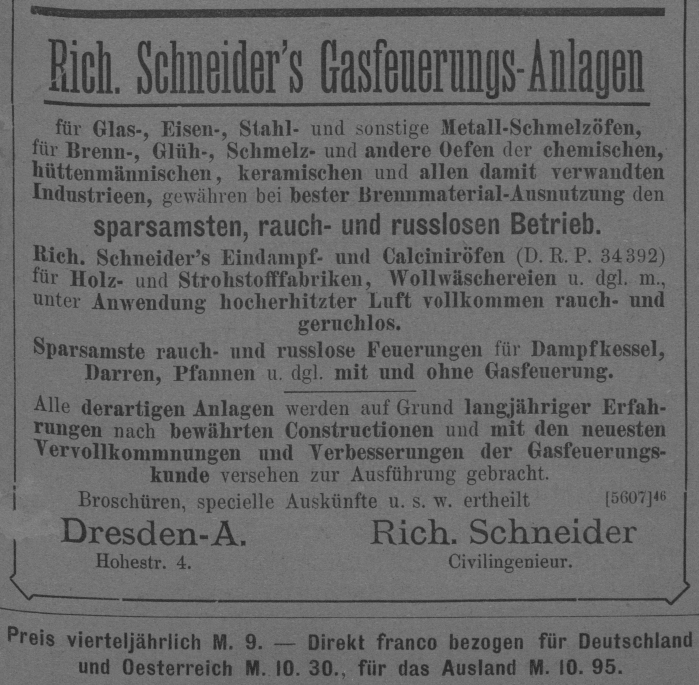 Rich. Schneider's Gasfeuerungs-Anlagen
für Glas-, Eisen-, Stahl- und sonstige Metall-Schmelzöfen,
für Brenn-, Glüh-, Schmelz- und andere Oefen der chemischen,
hüttenmännischen, keramischen und allen damit verwandten
Industrieen, gewähren bei bester Brennmaterial-Ausnutzung den
sparsamsten, rauch- und russlosen Betrieb.
Rich. Schneider's Eindampf- und Calciniröfen (D. R. P. 34392)
für Holz- und Strohstofffabriken, Wollwäschereien u. dgl. m.,
unter Anwendung hocherhitzter Luft vollkommen rauch- und
geruchlos.
Sparsamste rauch- und russlose Feuerungen für Dampfkessel,
Darren, Pfannen u. dgl. mit und ohne Gasfeuerung.
Alle derartigen Anlagen werden auf Grund langjähriger Erfah-
rungen nach bewährten Constructionen und mit den neuesten
Vervollkommnungen und Verbesserungen der Gasfeuerungs-
kunde versehen zur Ausführung gebracht.
Broschüren, specielle Auskünfte u. s. w. ertheilt [5607]46
Dresden-A. Rich. Schneider
Hohestr. 4. Civilingenieur.
Preis vierteljährlich M. 9. — Direkt franco bezogen für Deutschland
und Oesterreich M. 10. 30., für das Ausland M. 10. 95.